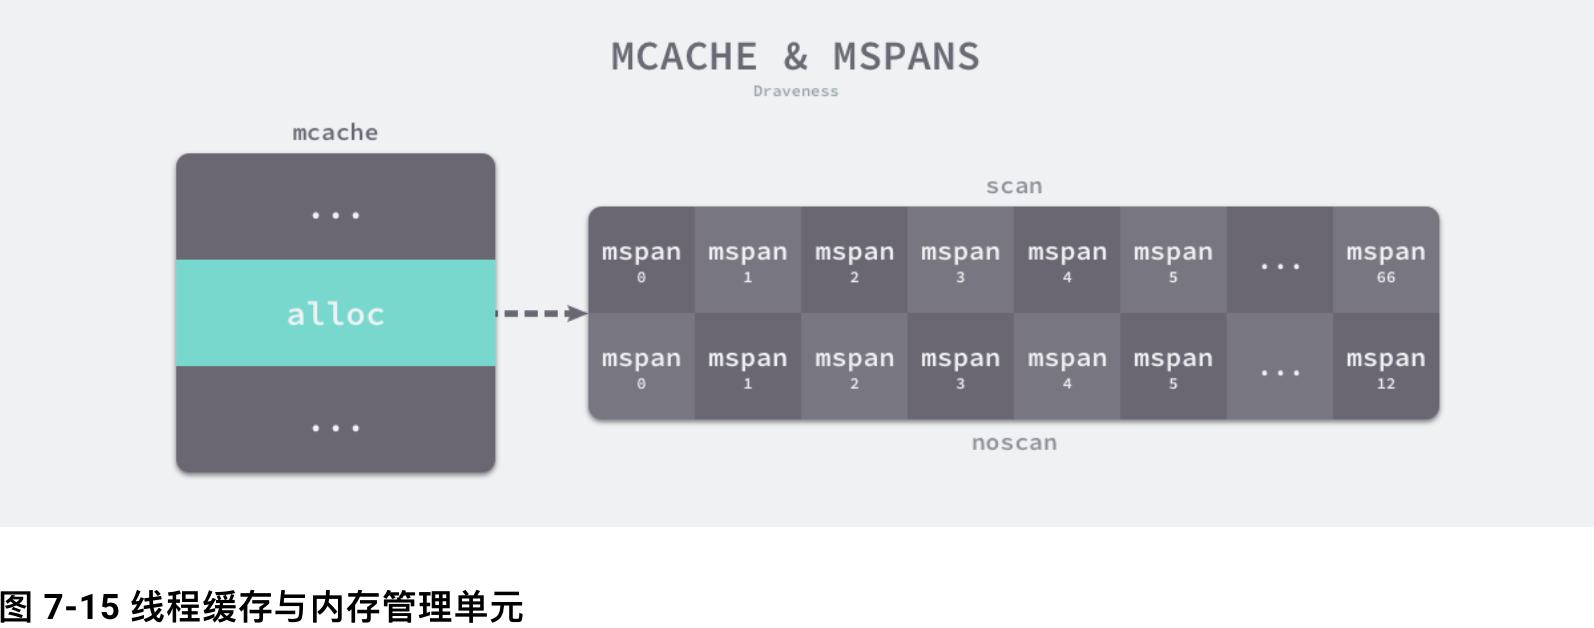 MCACHE & MSPANS
Draveness
mcache
...
alloc
...
scan
mspan mspan mspan mspan mspan mspan ... mspan
0 1 2 3 4 5 66
mspan mspan mspan mspan mspan mspan ... mspan
0 1 2 3 4 5 12
noscan
图 7-15 线程缓存与内存管理单元